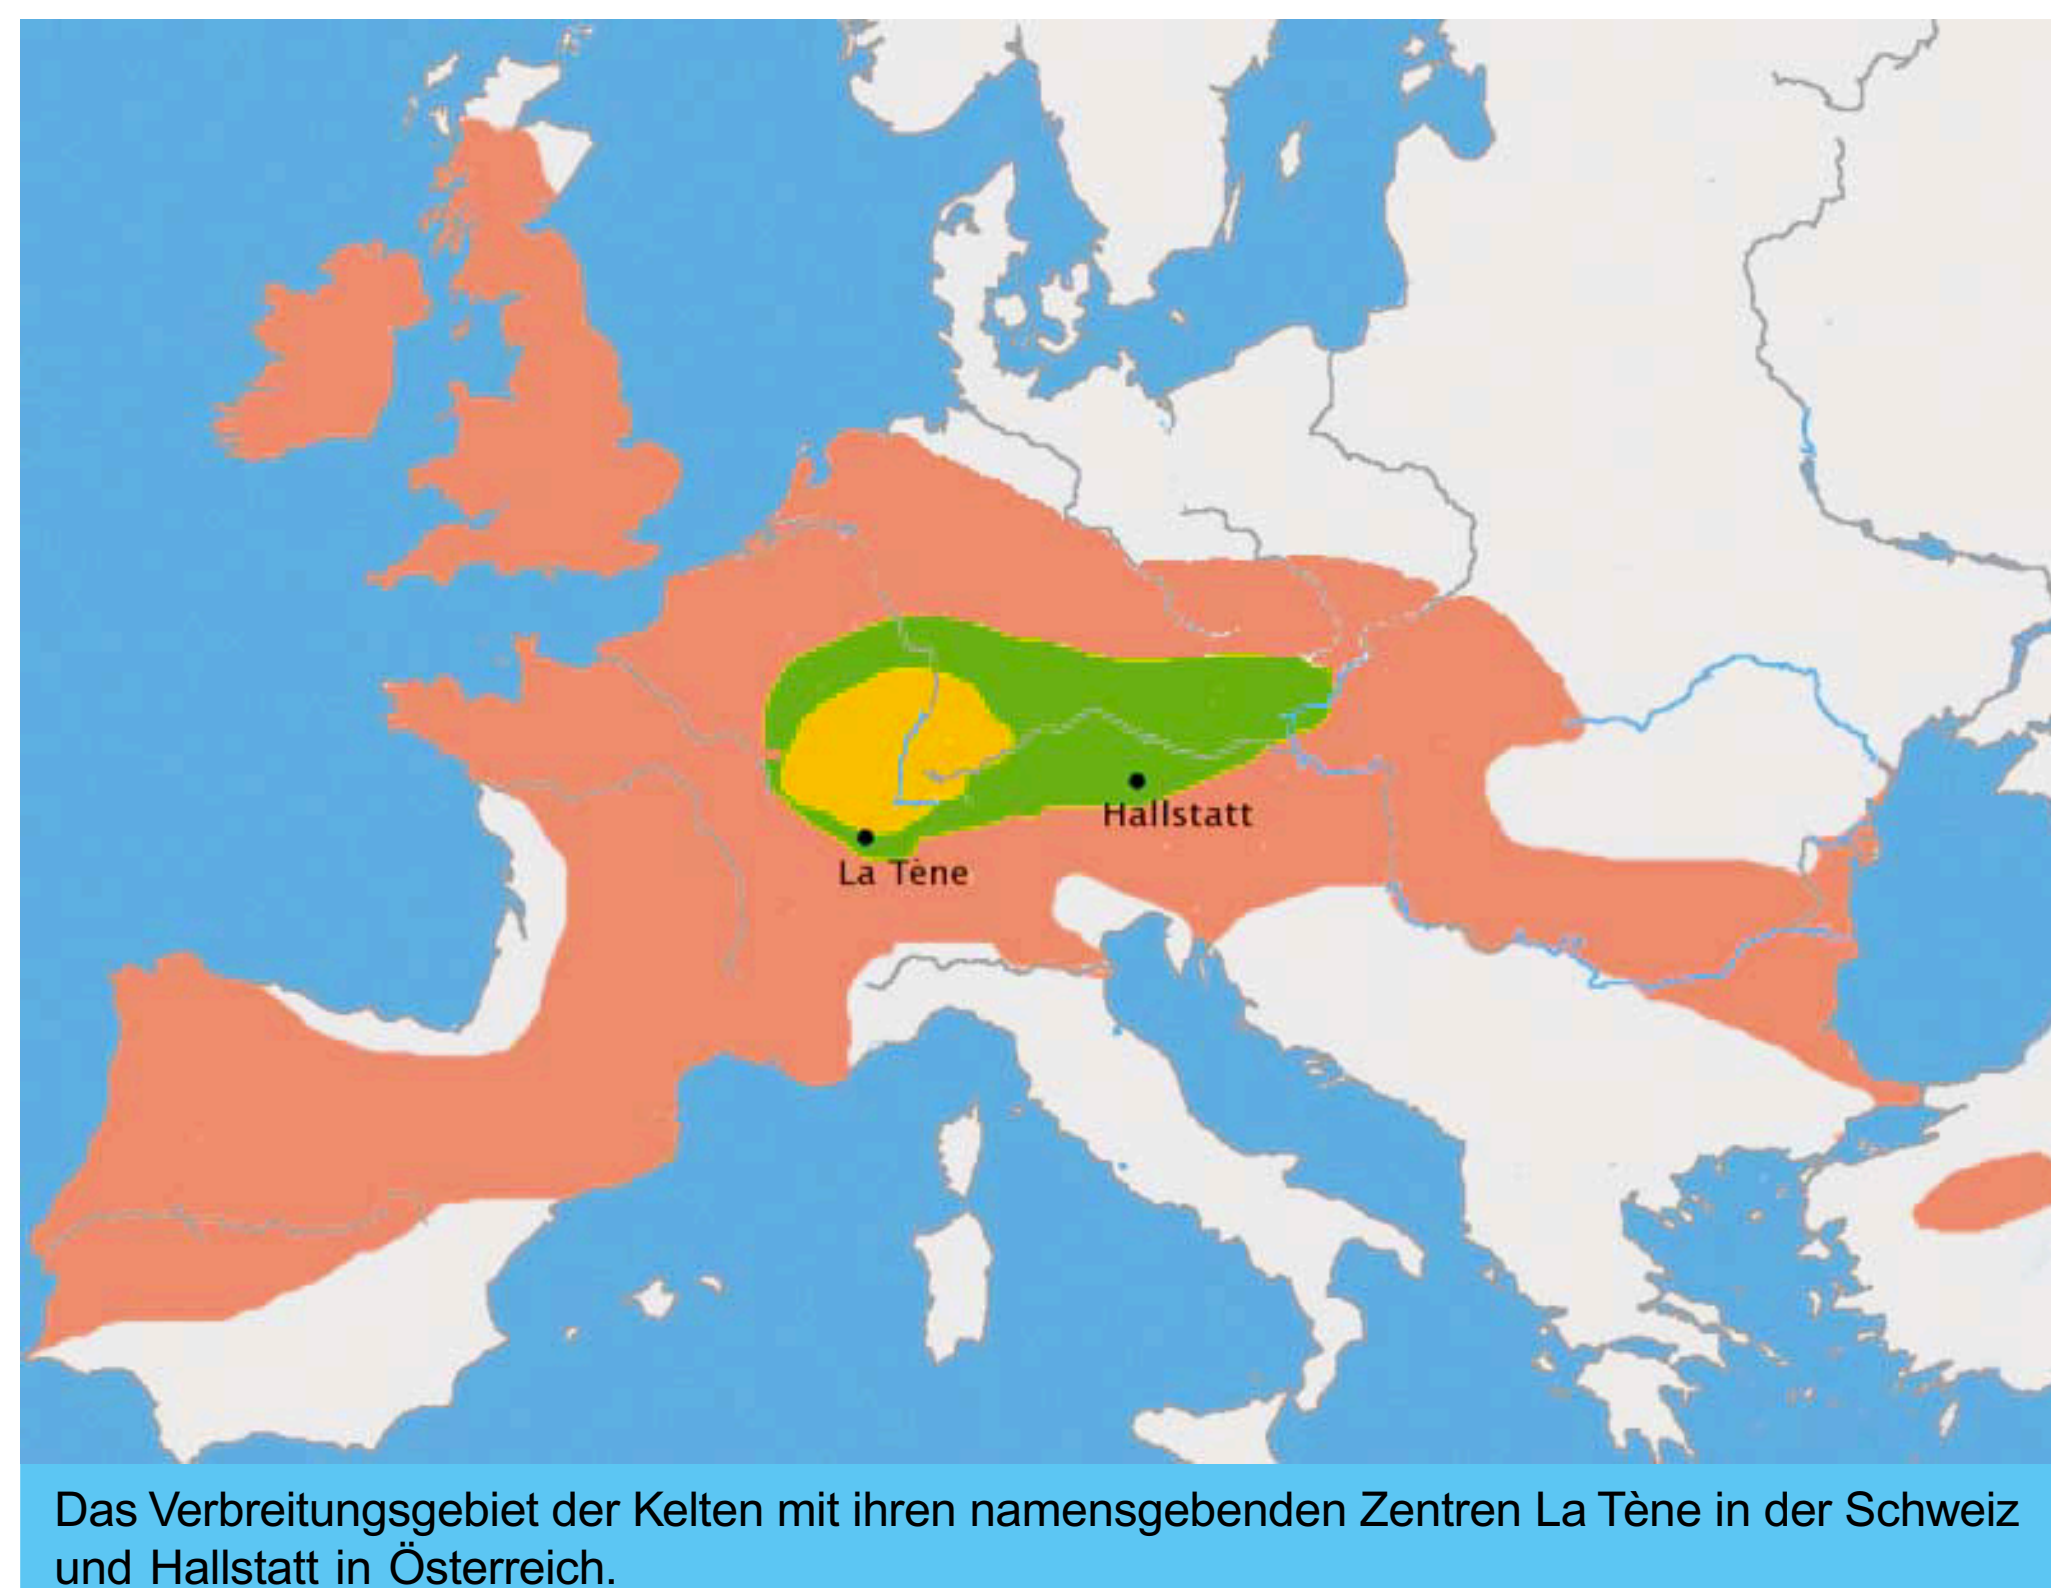 Hallstatt
La Tène
Das Verbreitungsgebiet der Kelten mit ihren namensgebenden Zentren La Tène in der Schweiz
und Hallstatt in Österreich.